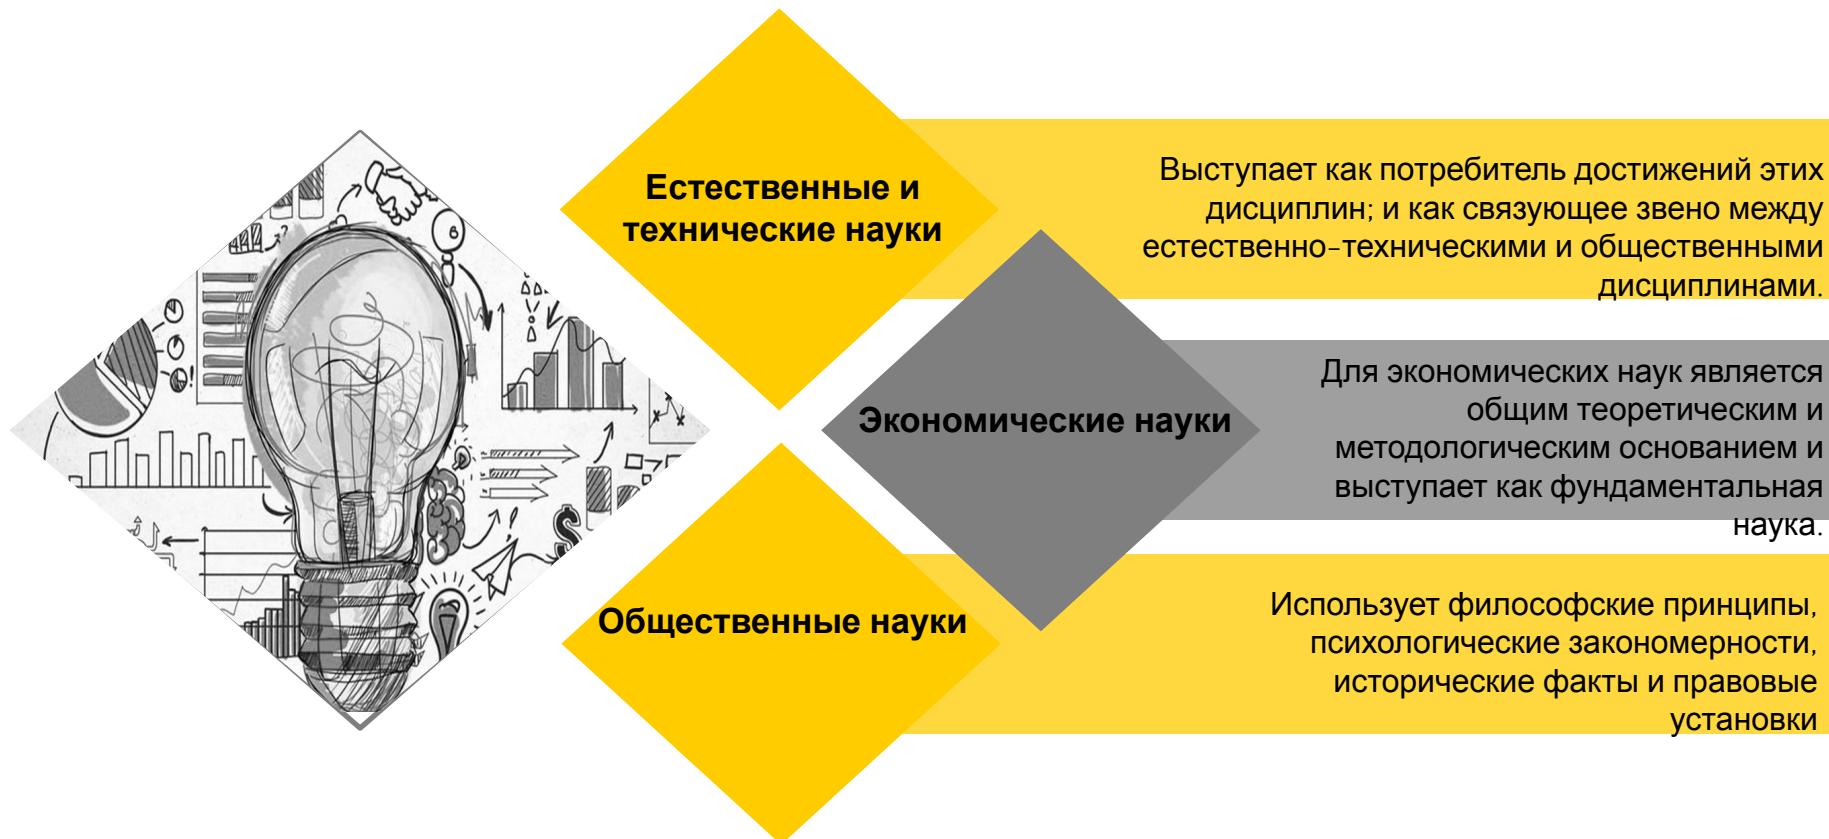 Естественные и
технические науки
Выступает как потребитель достижений этих
дисциплин; и как связующее звено между
естественно-техническими и общественными
дисциплинами.
Экономические науки
Для экономических наук является
общим теоретическим и
методологическим основанием и
выступает как фундаментальная
наука.
Общественные науки
Использует философские принципы,
психологические закономерности,
исторические факты и правовые
установки